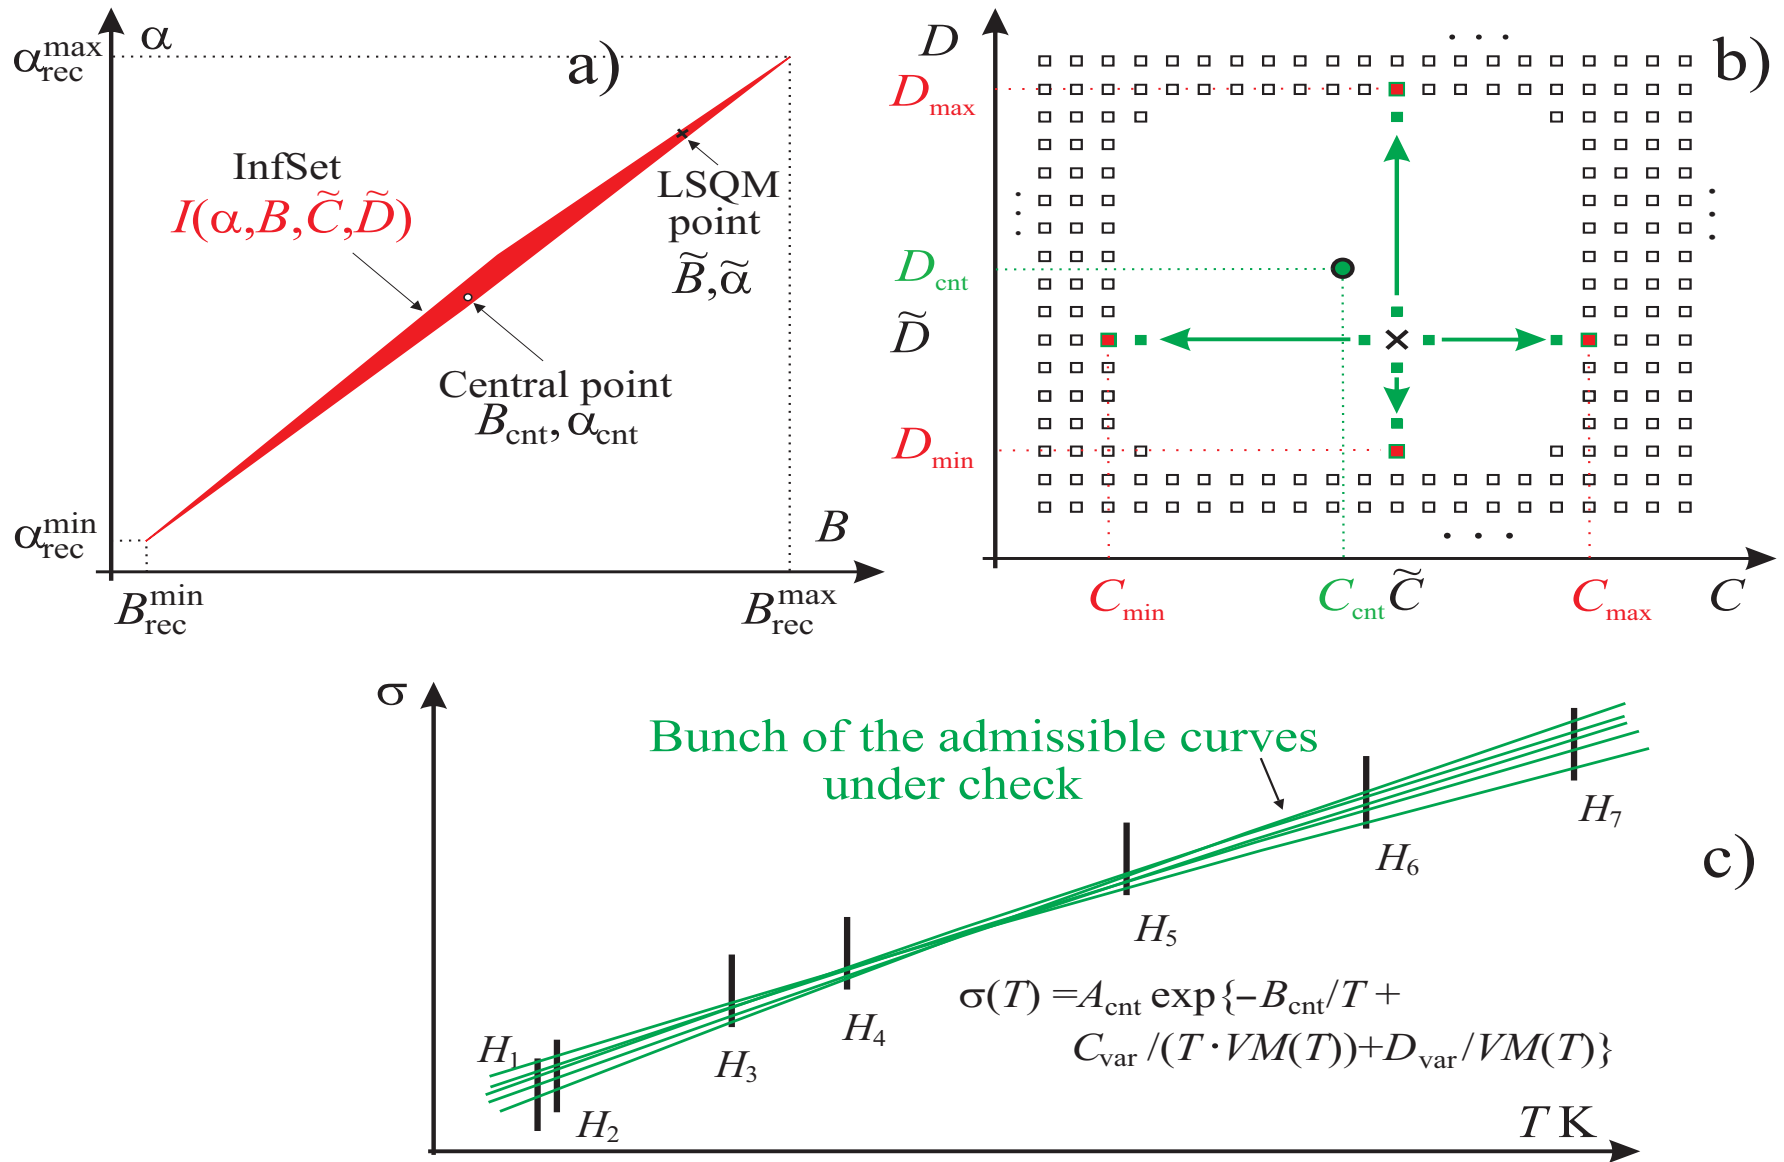 α
α_rec^max
a)
InfSet
I(α,B,C̃,D̃)
LSQM
point
B̃,α̃
Central point
B_cnt, α_cnt
α_rec^min
B
B_rec^min
B_rec^max
D
. . .
b)
D_max
D_cnt
D̃
D_min
. . .
C_min
C_cnt C̃
C_max
C
σ
Bunch of the admissible curves
under check
H_7
c)
H_6
H_5
σ(T) =A_cnt exp{–B_cnt/T +
C_var /(T·VM(T))+D_var/VM(T)}
H_4
H_1
H_3
H_2
T K